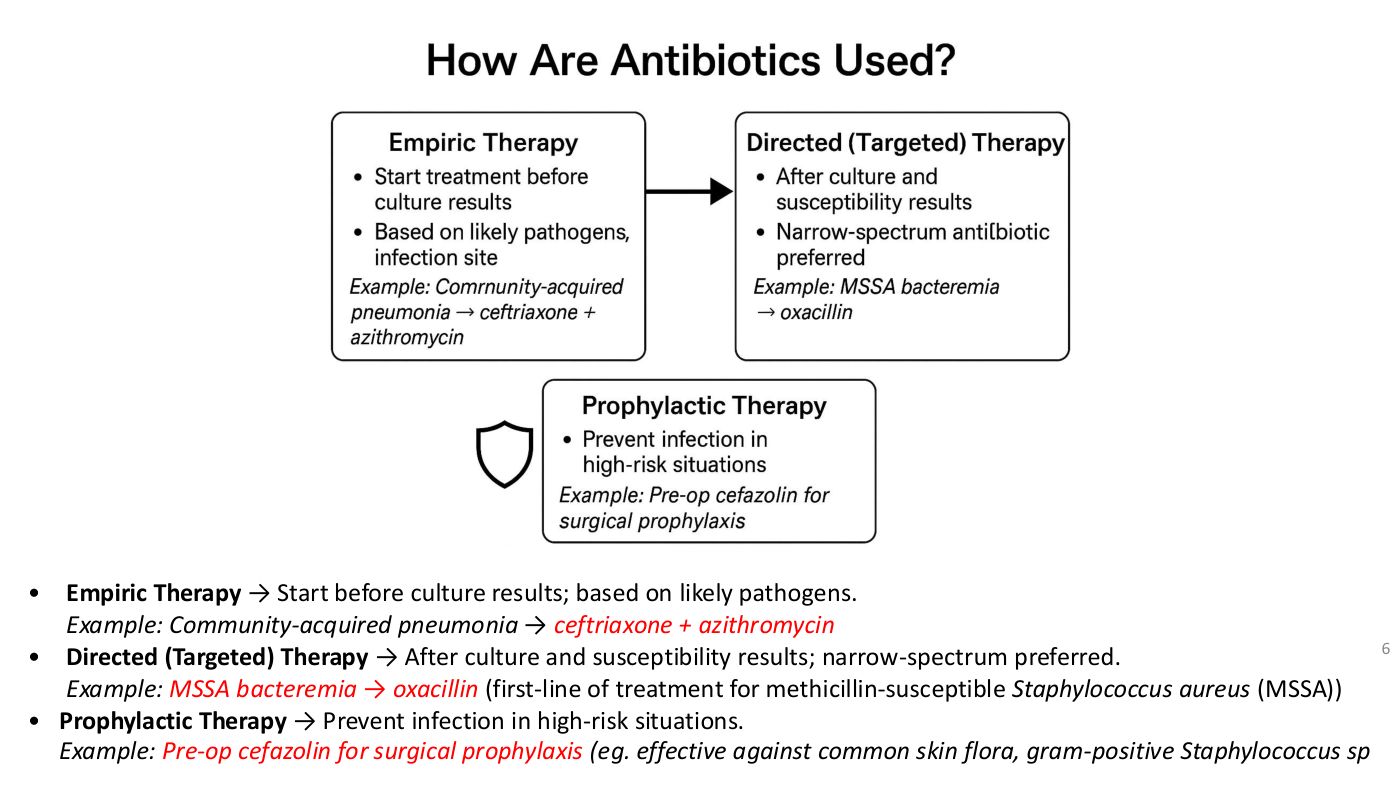 How Are Antibiotics Used?
Empiric Therapy
• Start treatment before
culture results
• Based on likely pathogens,
infection site
Example: Comrnunity-acquired
pneumonia → ceftriaxone +
azithromycin
Directed (Targeted) Therapy
• After culture and
susceptibility results
• Narrow-spectrum antiɩbiotic
preferred
Example: MSSA bacteremia
→ oxacillin
Prophylactic Therapy
• Prevent infection in
high-risk situations
Example: Pre-op cefazolin for
surgical prophylaxis
• Empiric Therapy → Start before culture results; based on likely pathogens.
Example: Community-acquired pneumonia → ceftriaxone + azithromycin
• Directed (Targeted) Therapy → After culture and susceptibility results; narrow-spectrum preferred.
Example: MSSA bacteremia → oxacillin (first-line of treatment for methicillin-susceptible Staphylococcus aureus (MSSA))
• Prophylactic Therapy → Prevent infection in high-risk situations.
Example: Pre-op cefazolin for surgical prophylaxis (eg. effective against common skin flora, gram-positive Staphylococcus sp
6